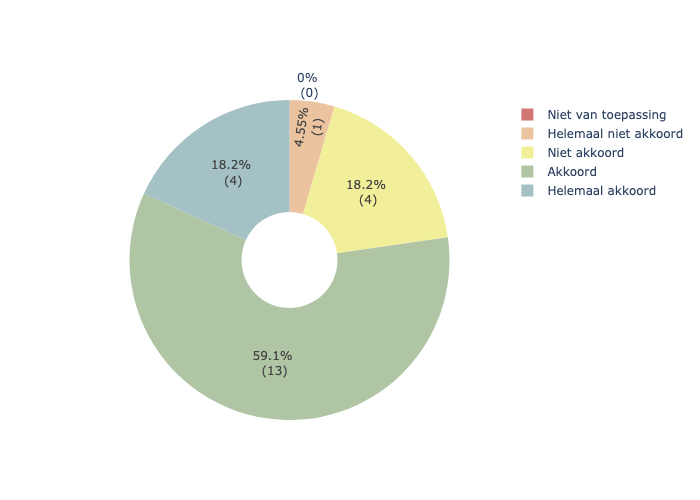 0%
(0)
4.55%
(1)
18.2%
(4)
18.2%
(4)
59.1%
(13)
Niet van toepassing
Helemaal niet akkoord
Niet akkoord
Akkoord
Helemaal akkoord